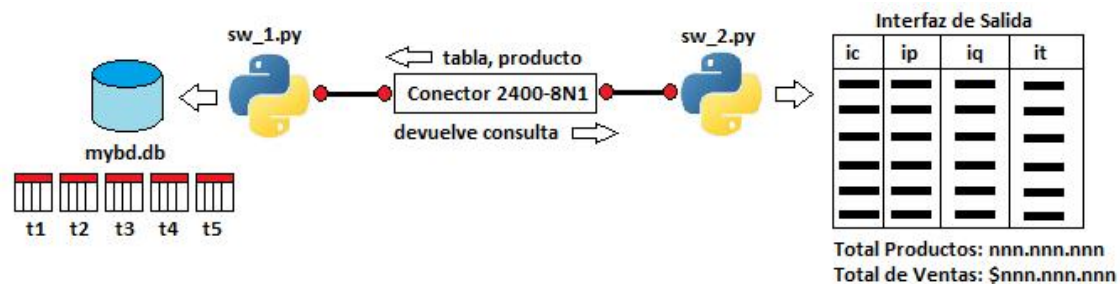 sw_1.py
tabla, producto
Conector 2400-8N1
devuelve consulta
sw_2.py
mybd.db
t1 t2 t3 t4 t5
Interfaz de Salida
ic ip iq it
Total Productos: nnn.nnn.nnn
Total de Ventas: $nnn.nnn.nnn